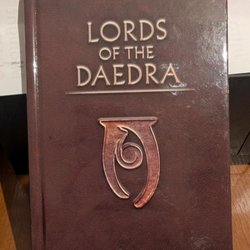 LORDS
OF THE
DAEDRA